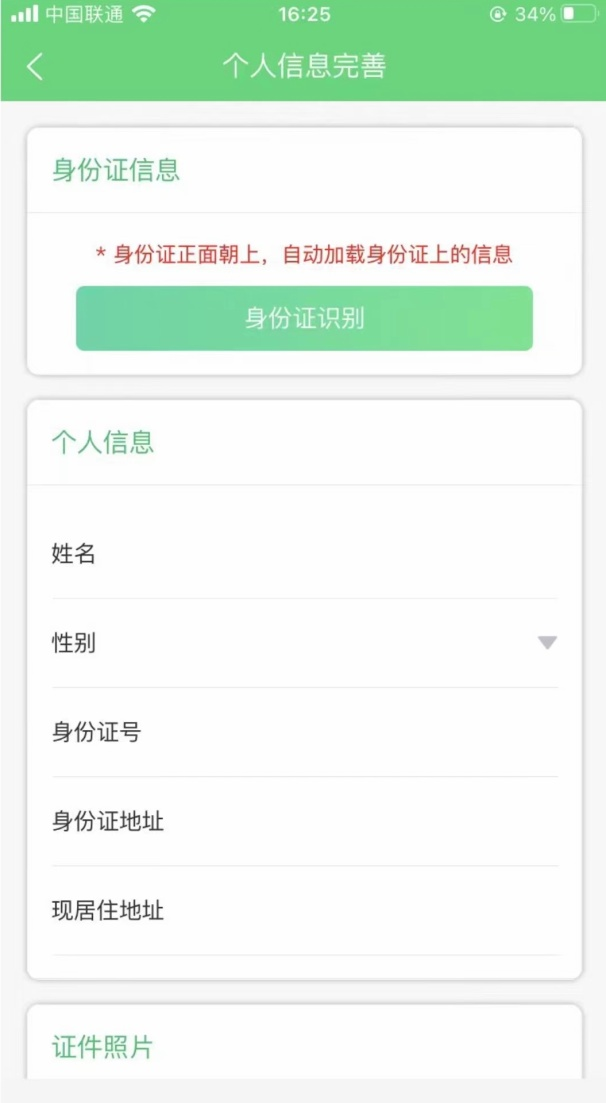 中国联通 16:25 34%
个人信息完善
身份证信息
* 身份证正面朝上，自动加载身份证上的信息
身份证识别
个人信息
姓名
性别
身份证号
身份证地址
现居住地址
证件照片